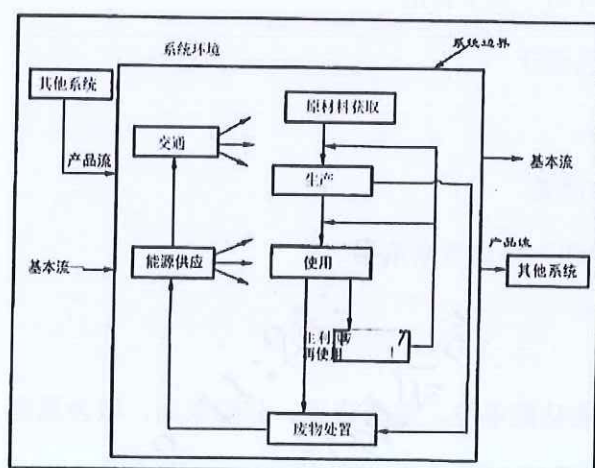 系统环境
系统边界
其他系统
原材料获取
交通
产品流
基本流
生产
产品流
基本流
能源供应
使用
其他系统
再使用
废物处置